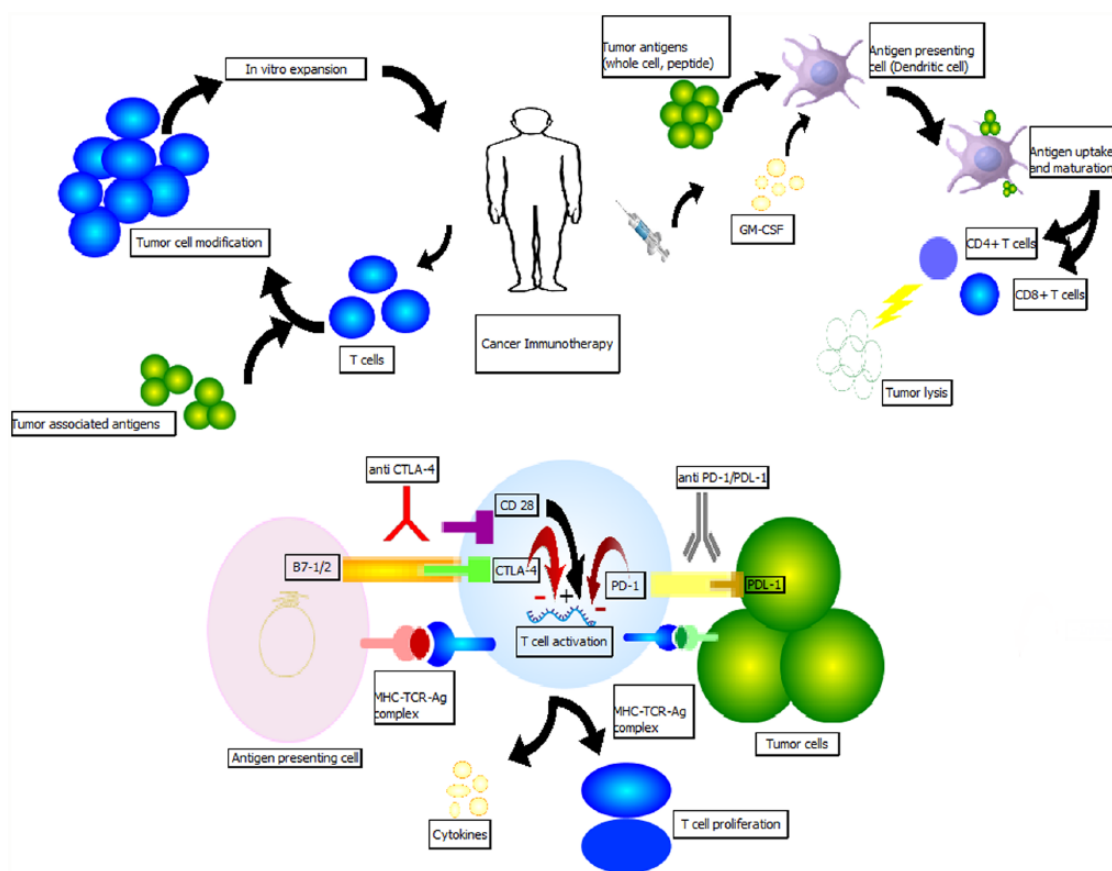 In vitro expansion
Tumor cell modification
T cells
Tumor associated antigens
Cancer Immunotherapy
Tumor antigens
(whole cell, peptide)
Antigen presenting
cell (Dendritic cell)
GM-CSF
Antigen uptake
and maturation
CD4+ T cells
CD8+ T cells
Tumor lysis
anti CTLA-4
CD 28
B7-1/2
CTLA-4
anti PD-1/PDL-1
PD-1
PDL-1
- + -
T cell activation
MHC-TCR-Ag
complex
MHC-TCR-Ag
complex
Antigen presenting cell
Tumor cells
Cytokines
T cell proliferation